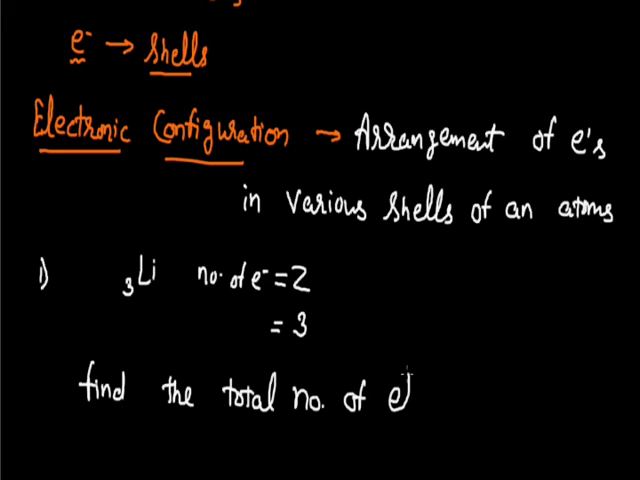 e⁻ → shells
Electronic Configuration → Arrangement of e's
in various shells of an atoms
1) ₃Li no. of e⁻ = Z
= 3
find the total no. of e